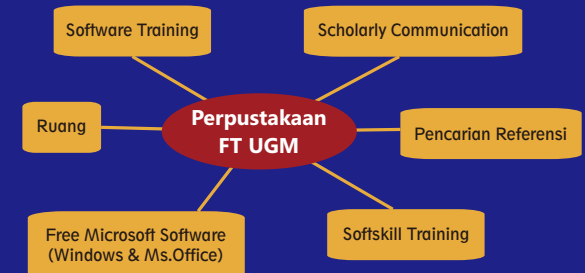 Software Training
Scholarly Communication
Perpustakaan
FT UGM
Ruang
Pencarian Referensi
Free Microsoft Software
(Windows & Ms.Office)
Softskill Training